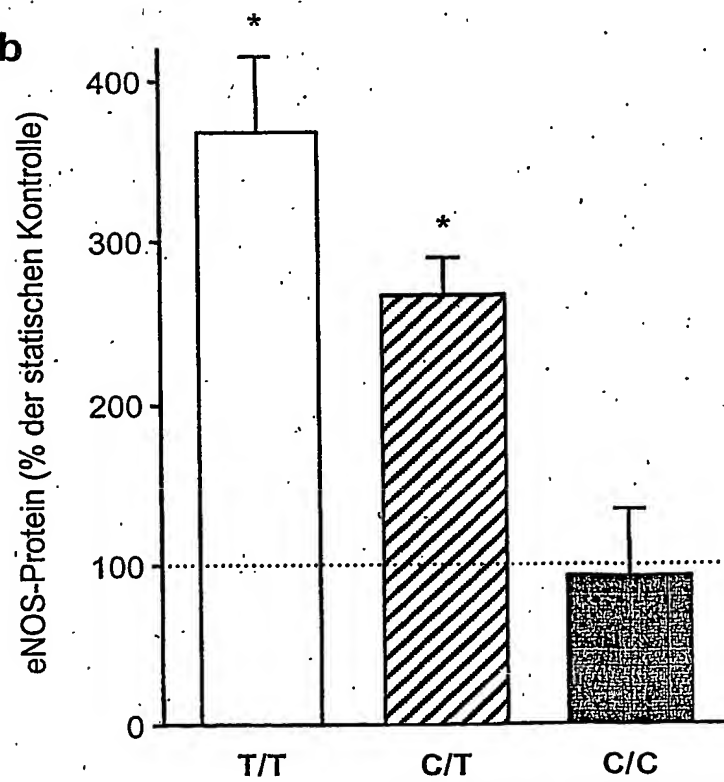 b
eNOS-Protein (% der statischen Kontrolle)
400
300
200
100
0
*
*
T/T
C/T
C/C